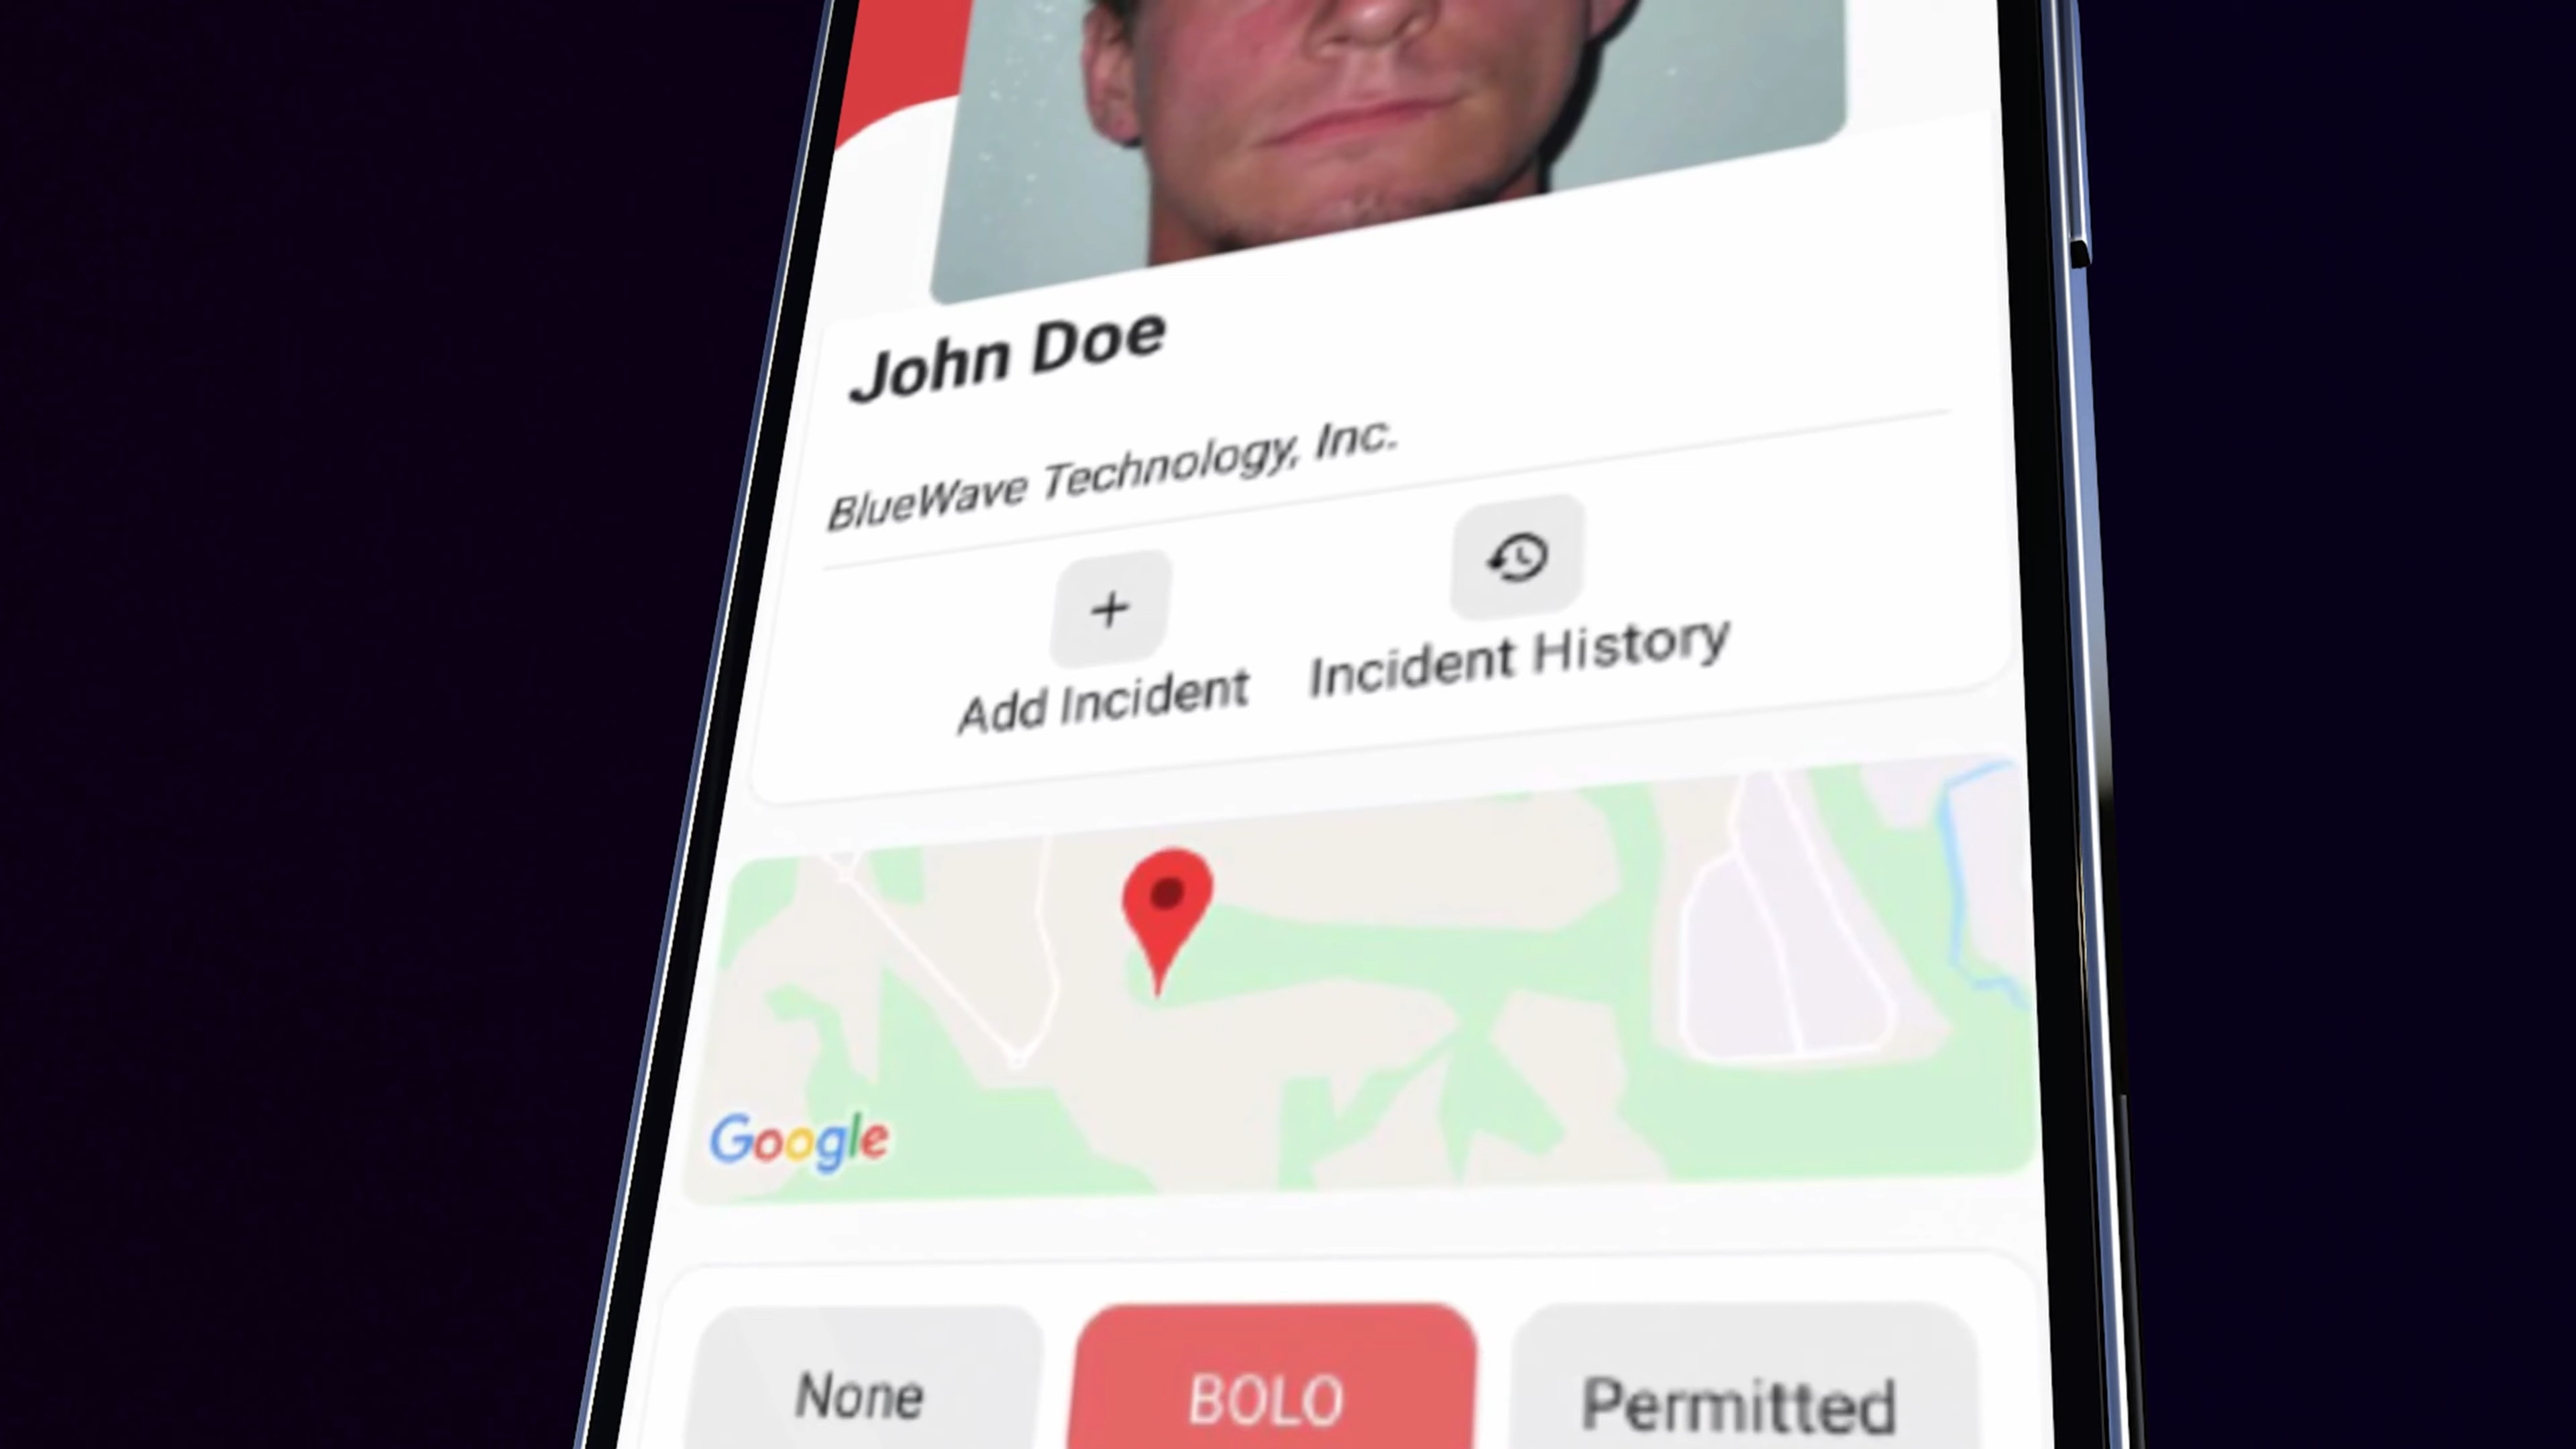 John Doe
BlueWave Technology, Inc.
Add Incident
Incident History
Google
None
BOLO
Permitted